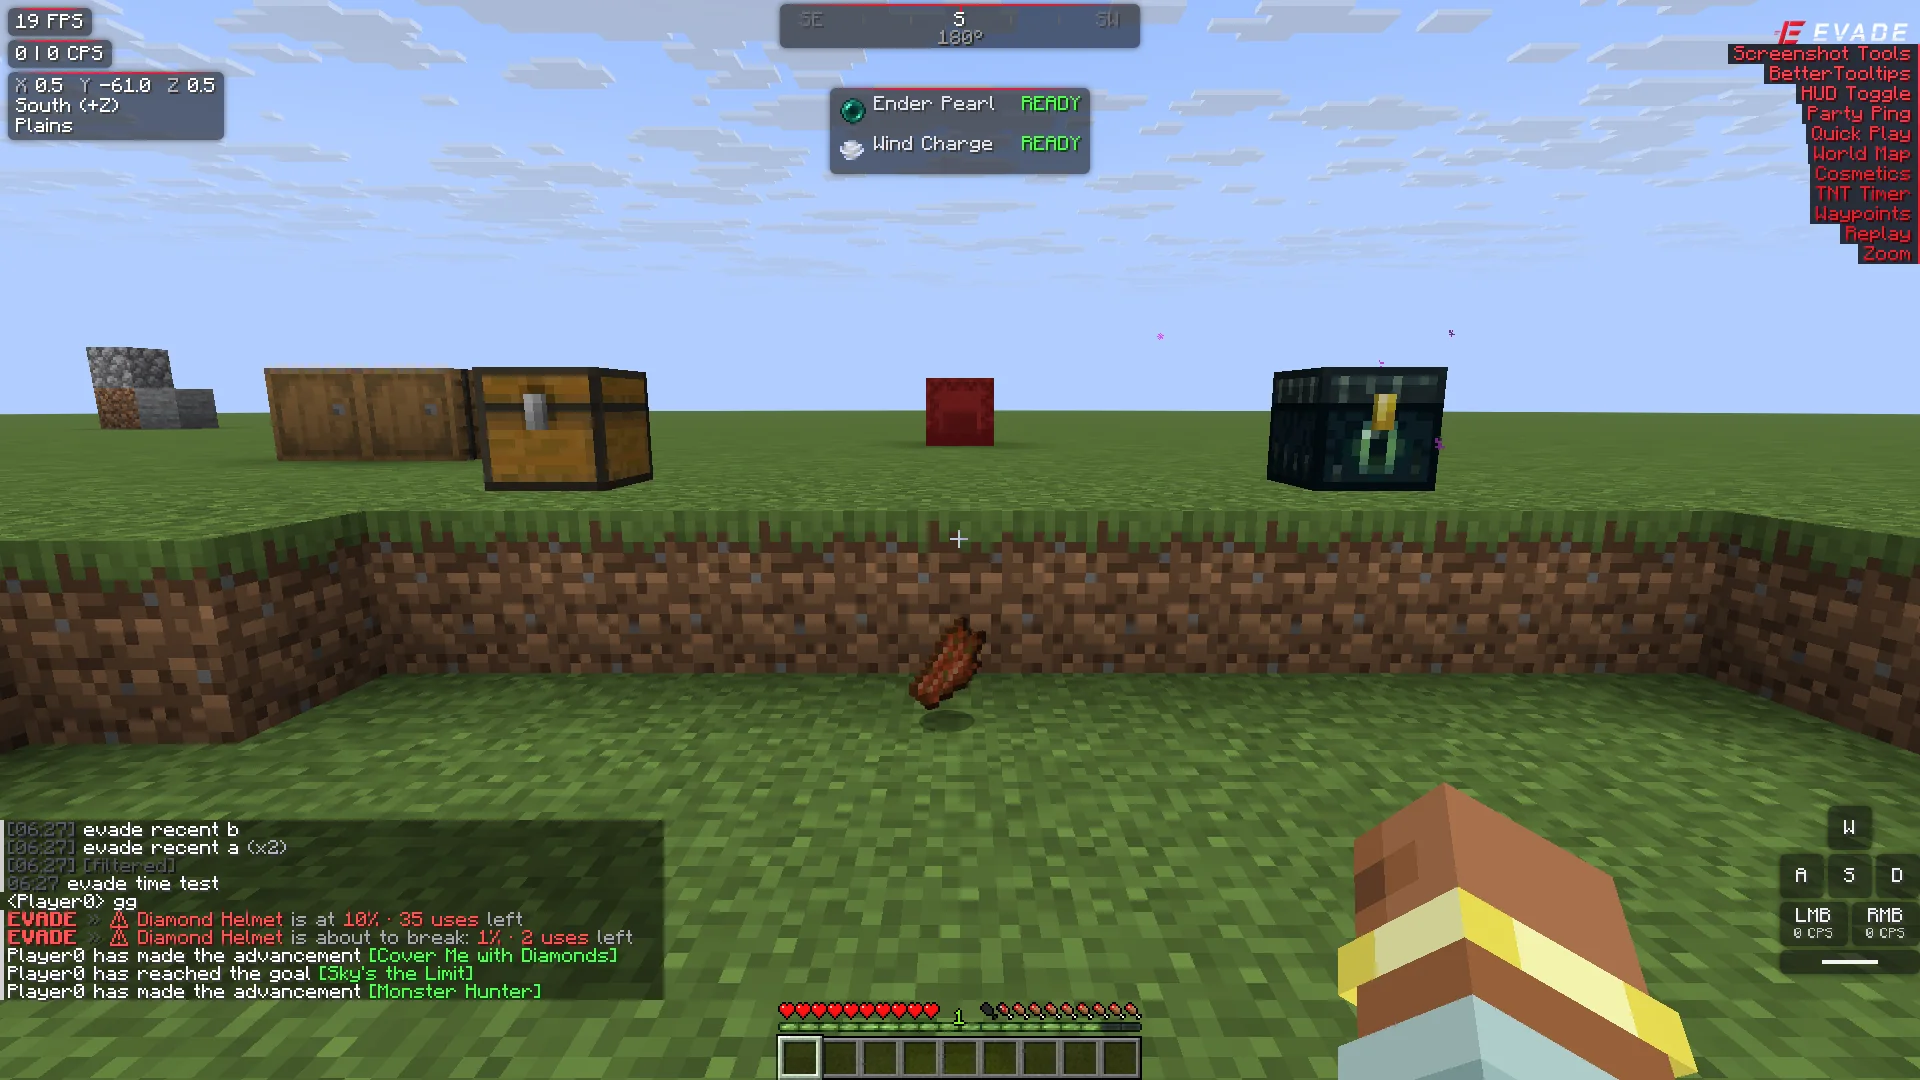 19 FPS
0 | 0 CPS
X 0.5 Y -61.0 Z 0.5
South (+Z)
Plains
SE S SW
180°
Ender Pearl READY
Wind Charge READY
EVADE
Screenshot Tools
BetterTooltips
HUD Toggle
Party Ping
Quick Play
World Map
Cosmetics
TNT Timer
Waypoints
Replay
Zoom
[06:27] evade recent b
[06:27] evade recent a (x2)
[06:27] [filtered]
06:27 evade time test
<Player0> gg
EVADE » ⚠ Diamond Helmet is at 10% · 35 uses left
EVADE » ⚠ Diamond Helmet is about to break: 1% · 2 uses left
Player0 has made the advancement [Cover Me with Diamonds]
Player0 has reached the goal [Sky's the Limit]
Player0 has made the advancement [Monster Hunter]
1
W
A S D
LMB RMB
0 CPS 0 CPS